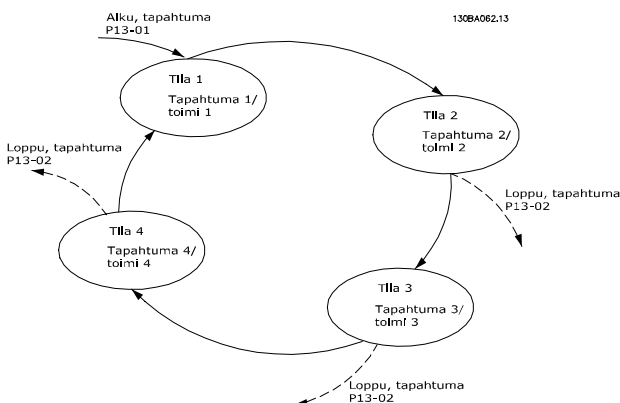 Alku, tapahtuma
P13-01
130BA062.13
Tila 1
Tapahtuma 1/
toimi 1
Tila 2
Tapahtuma 2/
toimi 2
Loppu, tapahtuma
P13-02
Loppu, tapahtuma
P13-02
Tila 4
Tapahtuma 4/
toimi 4
Tila 3
Tapahtuma 3/
toimi 3
Loppu, tapahtuma
P13-02